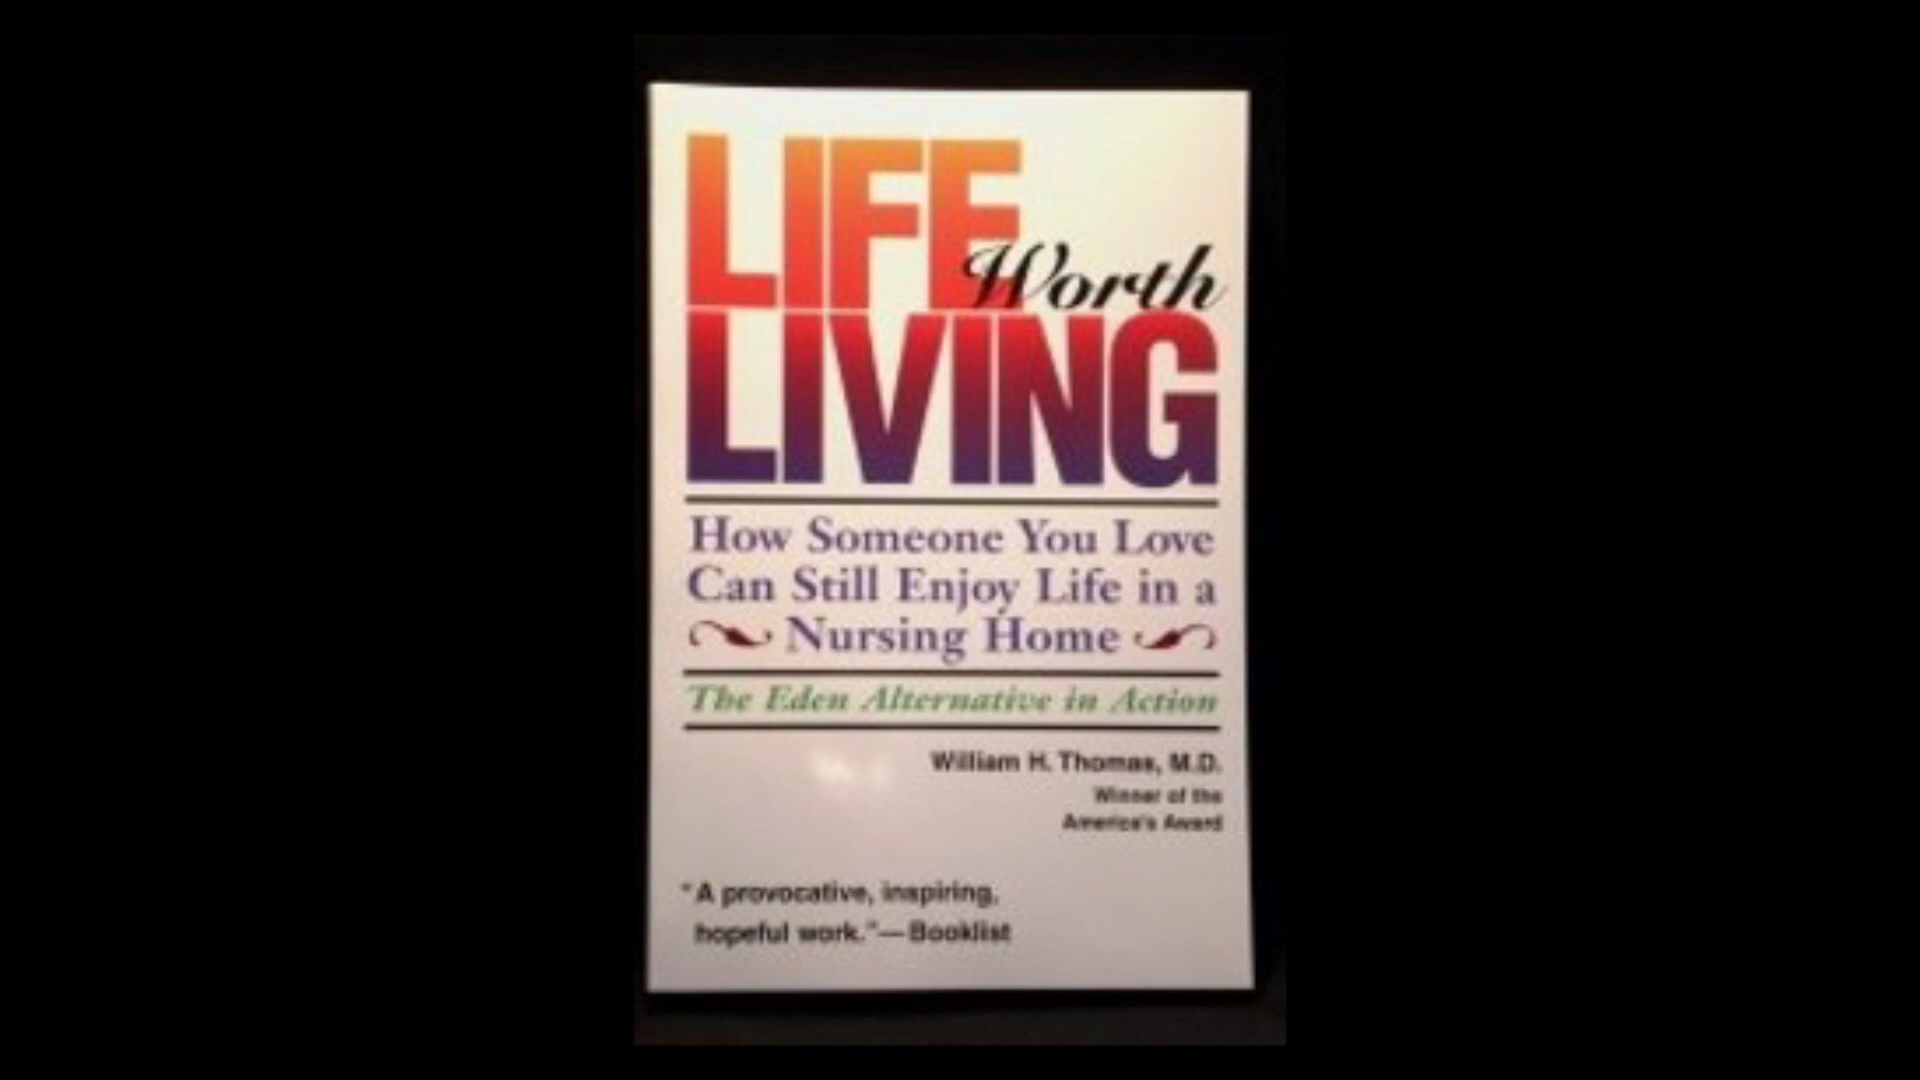 LIFE
Worth
LIVING
How Someone You Love
Can Still Enjoy Life in a
Nursing Home
The Eden Alternative in Action
William H. Thomas, M.D.
Winner of the
America's Award
"A provocative, inspiring,
hopeful work."—Booklist